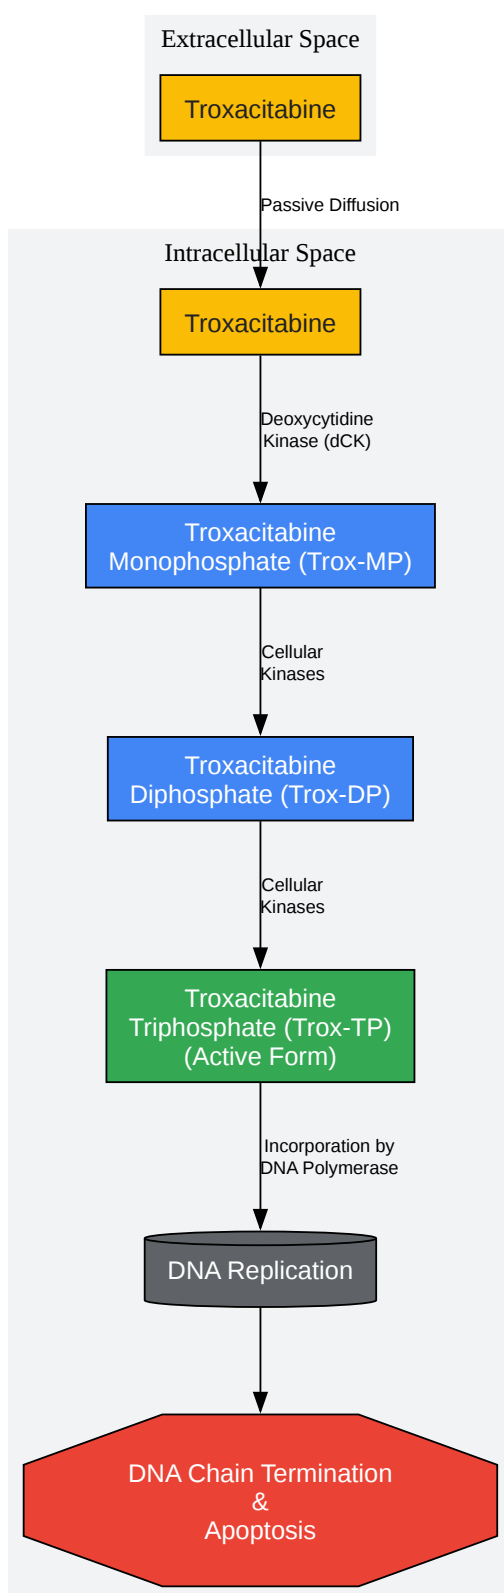 Extracellular Space
Troxacitabine
Passive Diffusion
Intracellular Space
Troxacitabine
Deoxycytidine
Kinase (dCK)
Troxacitabine
Monophosphate (Trox-MP)
Cellular
Kinases
Troxacitabine
Diphosphate (Trox-DP)
Cellular
Kinases
Troxacitabine
Triphosphate (Trox-TP)
(Active Form)
Incorporation by
DNA Polymerase
DNA Replication
DNA Chain Termination
&
Apoptosis